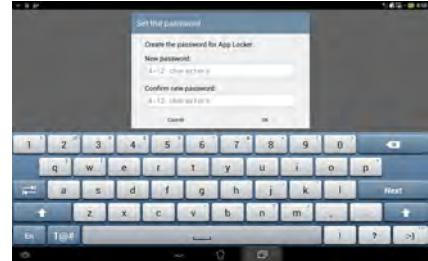 Set the password
Create the password for App Locker.
New password:
4-12 characters
Confirm new password:
4-12 characters
Cancel OK
1 2 3 4 5 6 7 8 9 0
q w e r t y u i o p
a s d f g h j k l Next
z x c v b n m , .
En T@# ! ? :-)